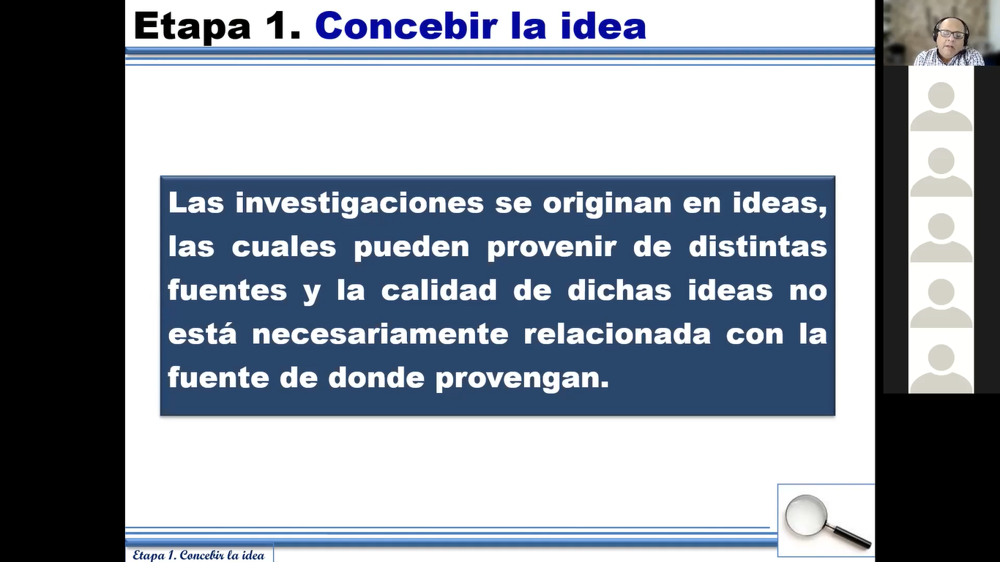 Etapa 1. Concebir la idea
Las investigaciones se originan en ideas,
las cuales pueden provenir de distintas
fuentes y la calidad de dichas ideas no
está necesariamente relacionada con la
fuente de donde provengan.
Etapa 1. Concebir la idea